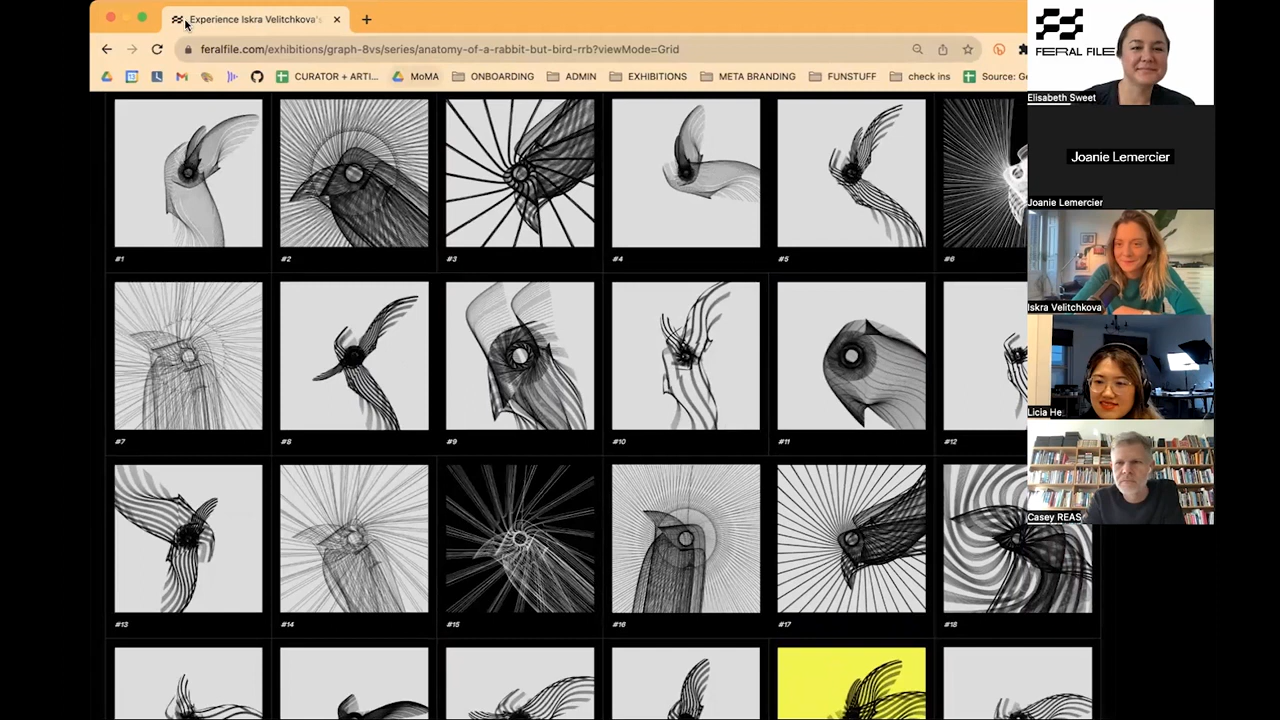 Experience Iskra Velitchkova's
feralfile.com/exhibitions/graph-8vs/series/anatomy-of-a-rabbit-but-bird-rrb?viewMode=Grid
CURATOR + ARTI... MoMA ONBOARDING ADMIN EXHIBITIONS META BRANDING FUNSTUFF check ins Source: Ge
FERAL FILE
Elisabeth Sweet
Joanie Lemercier
Joanie Lemercier
Iskra Velitchkova
Licia He
Casey REAS
#1 #2 #3 #4 #5 #6
#7 #8 #9 #10 #11 #12
#13 #14 #15 #16 #17 #18